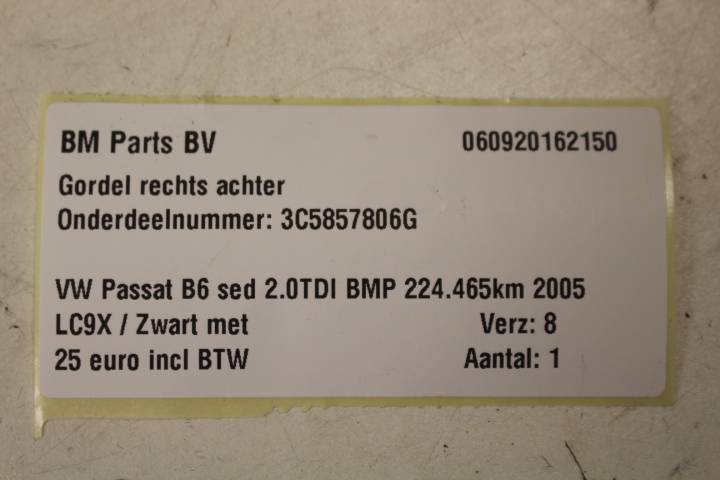 BM Parts BV 060920162150
Gordel rechts achter
Onderdeelnummer: 3C5857806G
VW Passat B6 sed 2.0TDI BMP 224.465km 2005
LC9X / Zwart met Verz: 8
25 euro incl BTW Aantal: 1